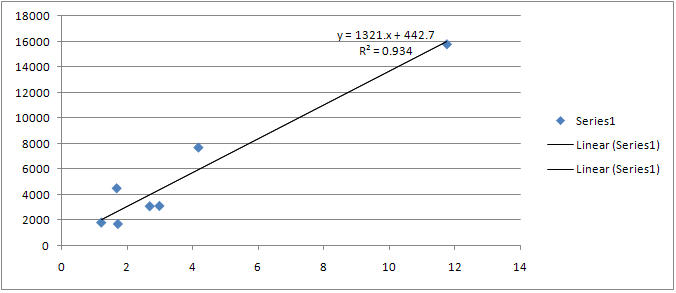 18000
16000
14000
12000
10000
8000
6000
4000
2000
0
y = 1321.x + 442.7
R² = 0.934
0 2 4 6 8 10 12 14
Series1
Linear (Series1)
Linear (Series1)